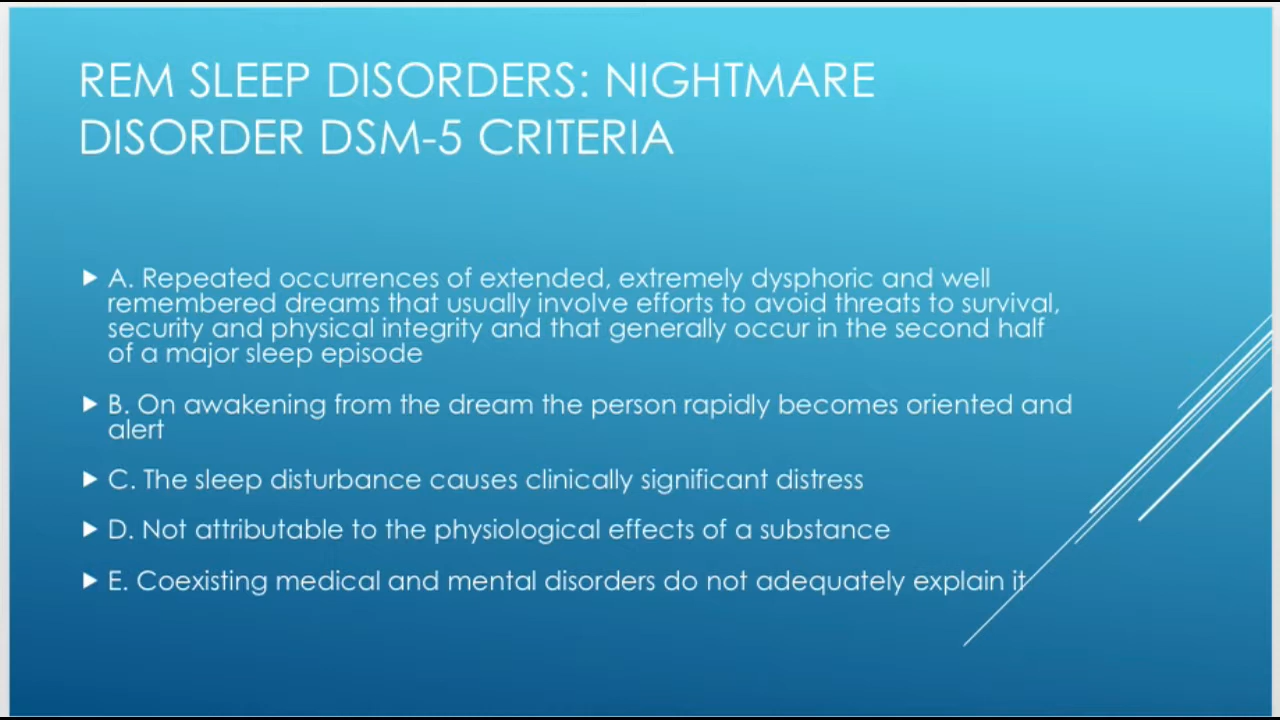 REM SLEEP DISORDERS: NIGHTMARE
DISORDER DSM-5 CRITERIA
A. Repeated occurrences of extended, extremely dysphoric and well
remembered dreams that usually involve efforts to avoid threats to survival,
security and physical integrity and that generally occur in the second half
of a major sleep episode
B. On awakening from the dream the person rapidly becomes oriented and
alert
C. The sleep disturbance causes clinically significant distress
D. Not attributable to the physiological effects of a substance
E. Coexisting medical and mental disorders do not adequately explain it